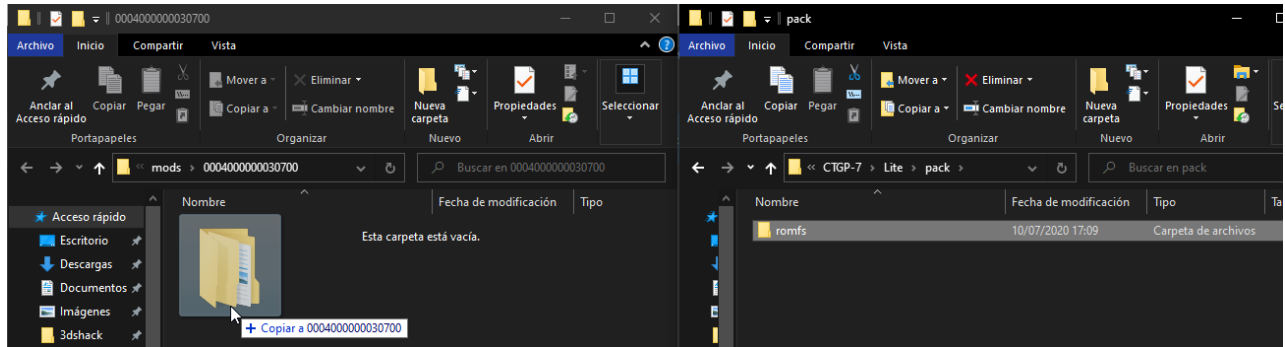 0004000000030700
Archivo Inicio Compartir Vista
Anclar al Acceso rápido
Copiar
Pegar
Mover a
Copiar a
Eliminar
Cambiar nombre
Nueva carpeta
Propiedades
Seleccionar
Portapapeles Organizar Nuevo Abrir
« mods › 0004000000030700
Buscar en 0004000000030700
Acceso rápido
Escritorio
Descargas
Documentos
Imágenes
3dshack
Nombre Fecha de modificación Tipo
Esta carpeta está vacía.
+ Copiar a 0004000000030700
pack
Archivo Inicio Compartir Vista
Anclar al Acceso rápido
Copiar
Pegar
Mover a
Copiar a
Eliminar
Cambiar nombre
Nueva carpeta
Propiedades
Se
Portapapeles Organizar Nuevo Abrir
« CTGP-7 › Lite › pack ›
Buscar en pack
Nombre Fecha de modificación Tipo Ta
romfs 10/07/2020 17:09 Carpeta de archivos